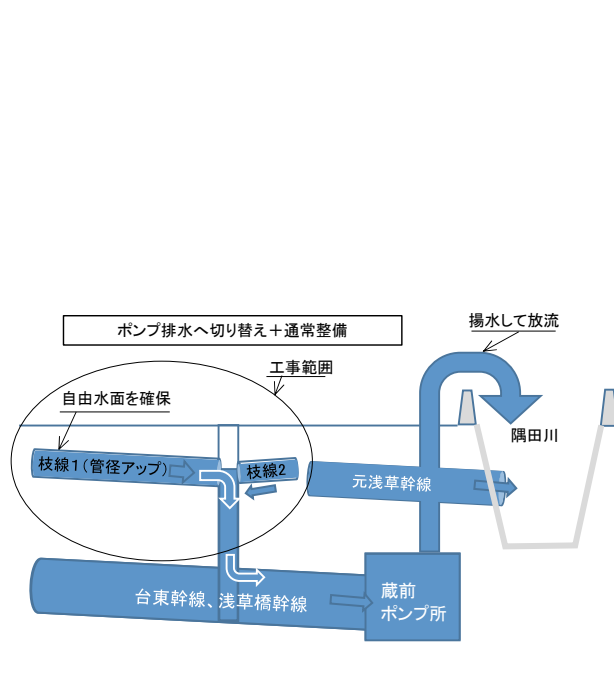 揚水して放流
ポンプ排水へ切り替え＋通常整備
工事範囲
自由水面を確保
隅田川
枝線１（管径アップ）
枝線2
元浅草幹線
台東幹線、浅草橋幹線
蔵前
ポンプ所